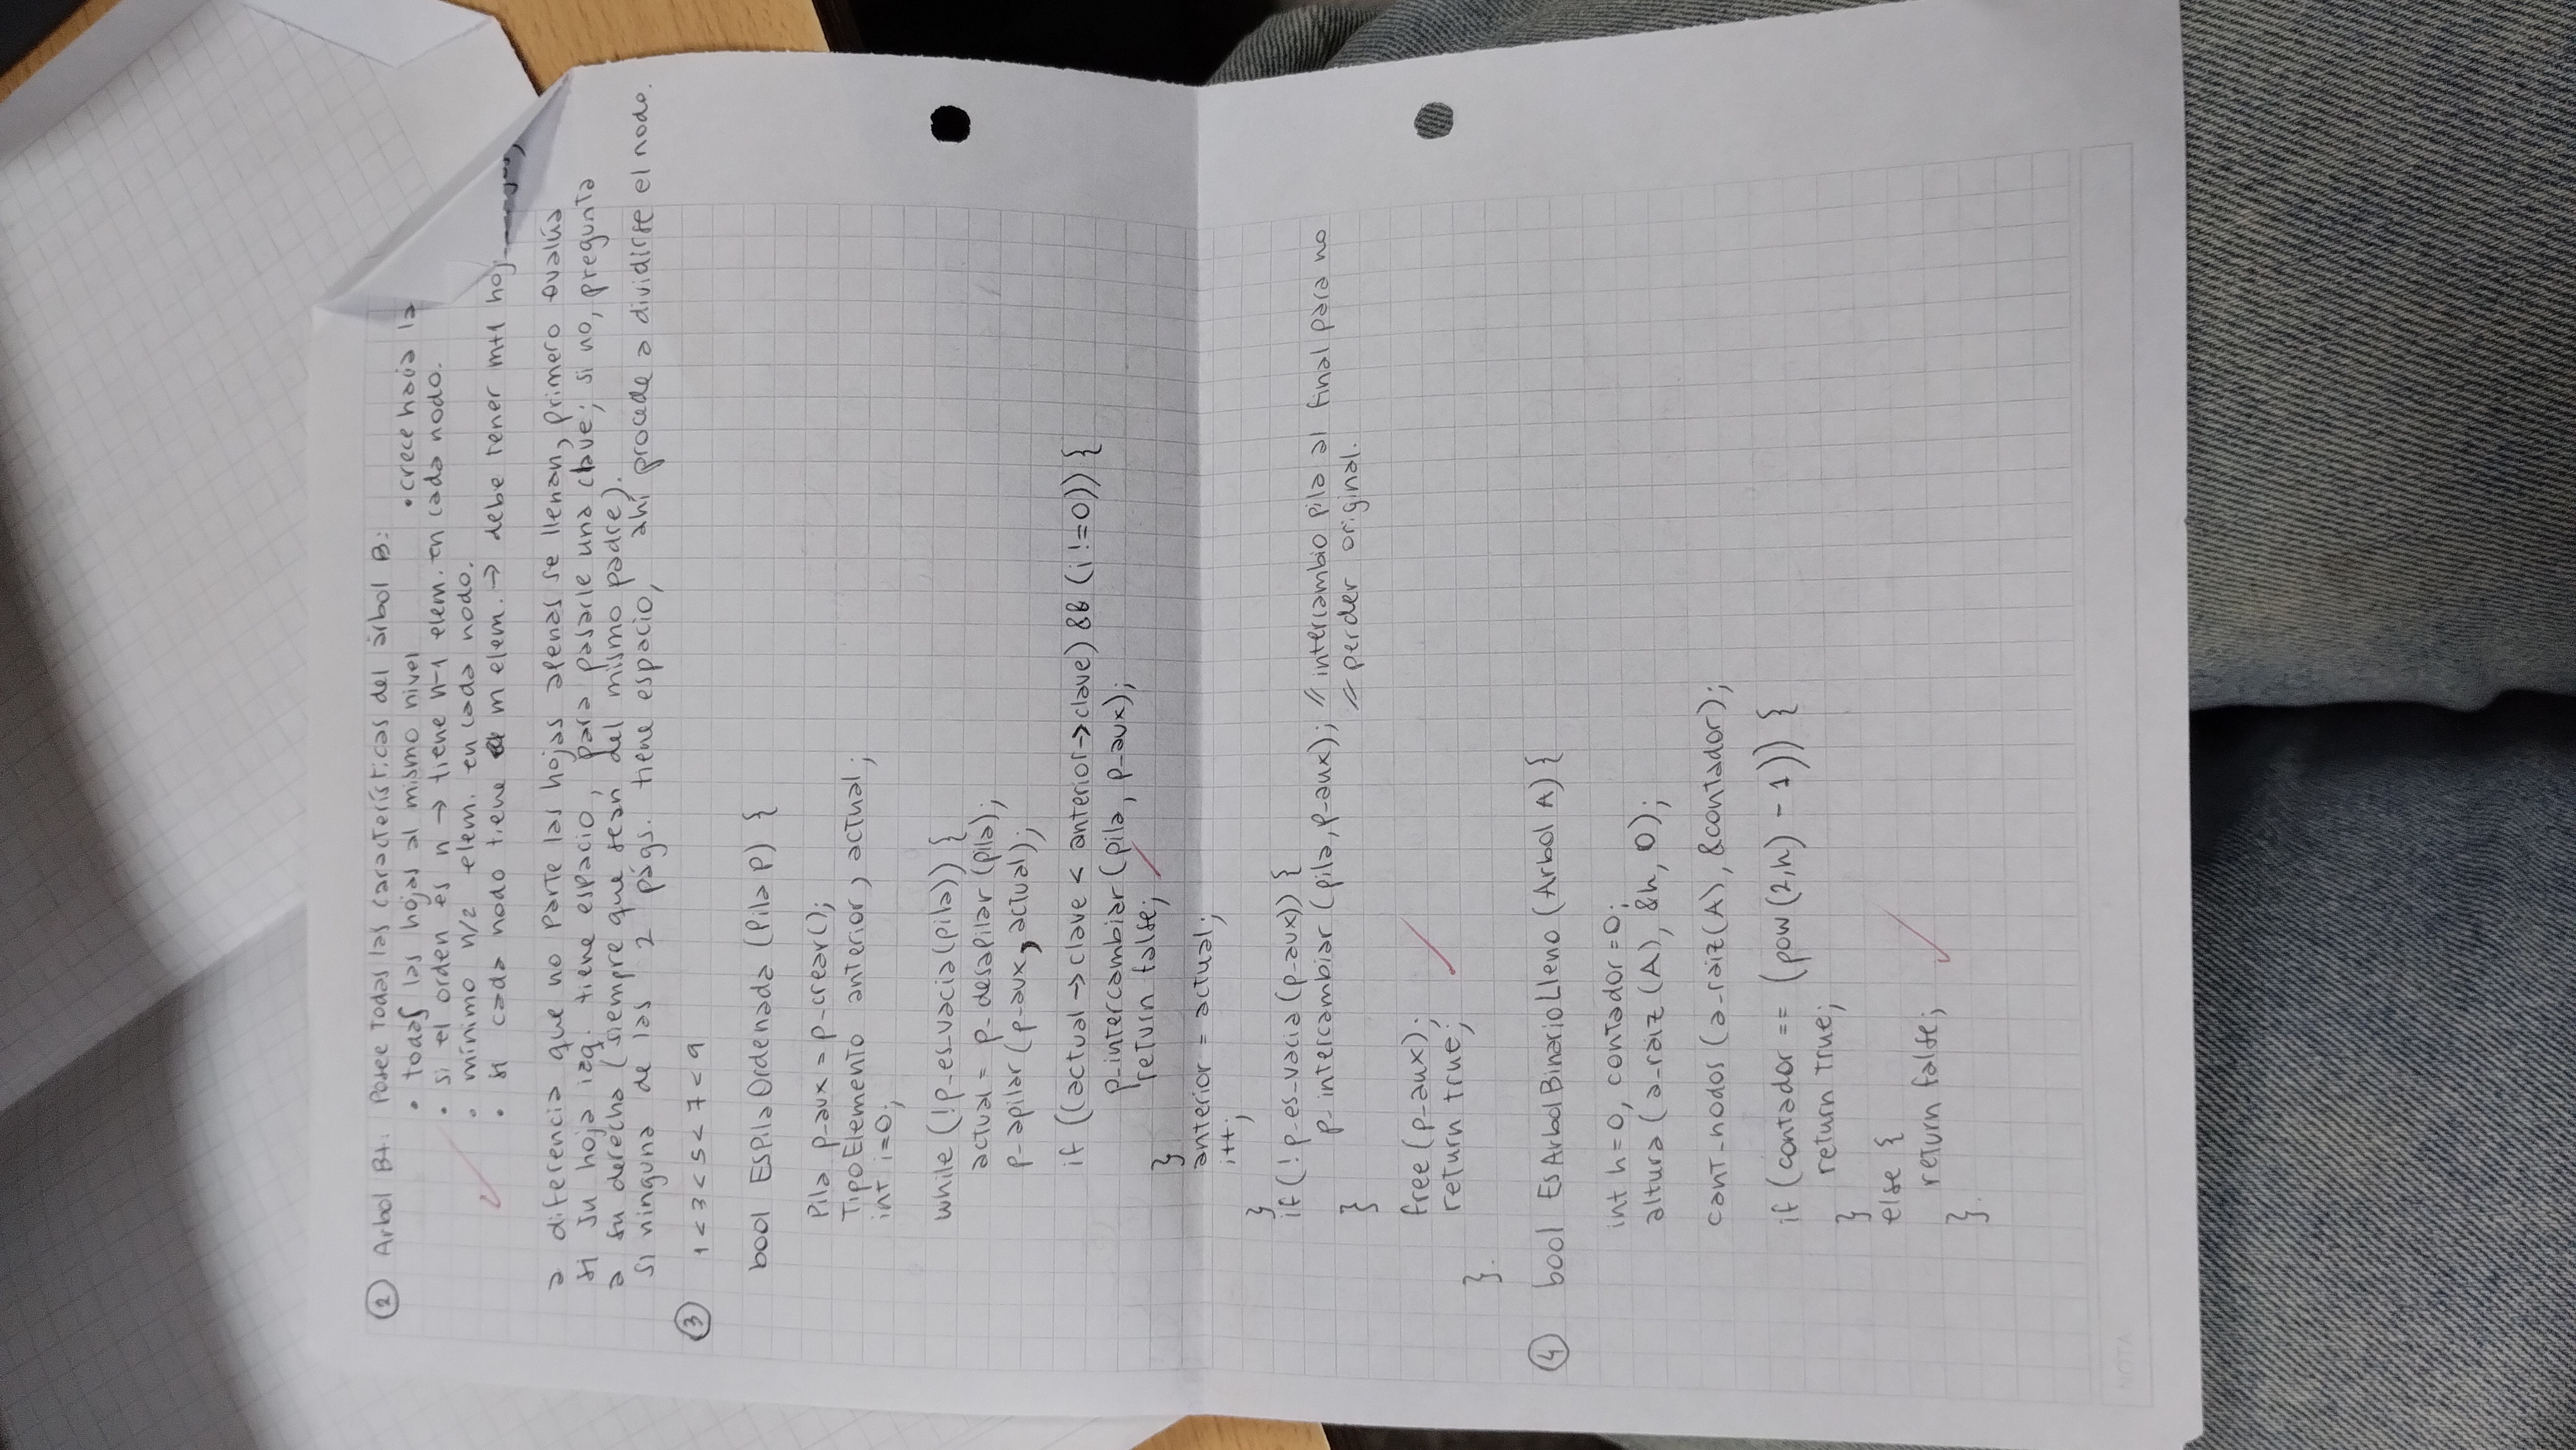 ② Arbol B+: Posee todas las características del árbol B:
• todas las hojas al mismo nivel • crece hacia la
• si el orden es n → tiene n-1 elem. en cada nodo.
• mínimo n/2 elem. en cada nodo.
• si cada nodo tiene m elem. → debe tener m+1
a diferencia que no parte las hojas apenas se llenan, primero evalúa
si su hoja izq. tiene espacio, para pasarle una clave; si no, pregunta
a su derecha (siempre que sean del mismo padre).
Si ninguna de las 2 págs. tiene espacio, ahí procede a dividirse el nodo.
③ 1 < 3 < 5 < 7 < 9
bool EsPilaOrdenada (Pila P) {
Pila p_aux = p_crear();
TipoElemento anterior, actual;
int i=0;
while (!p_es_vacia(pila)) {
actual = p_desapilar (pila);
p_apilar (p_aux, actual);
if ((actual → clave < anterior → clave) && (i !=0)) {
p_intercambiar (pila, p_aux);
return false;
}
anterior = actual;
i++;
}
if (! p_es_vacia (p_aux)) {
p_intercambiar (pila, p_aux); // intercambio pila al final para no
// perder original.
}
free (p_aux);
return true;
}.
④ bool EsArbolBinarioLleno (Arbol A) {
int h=0, contador =0;
altura (a_raiz (A), &h, 0);
cant_nodos (a_raiz(A), &contador);
if (contador == (pow (2,h) - 1)) {
return true;
}
else {
return false;
}.
NOTA